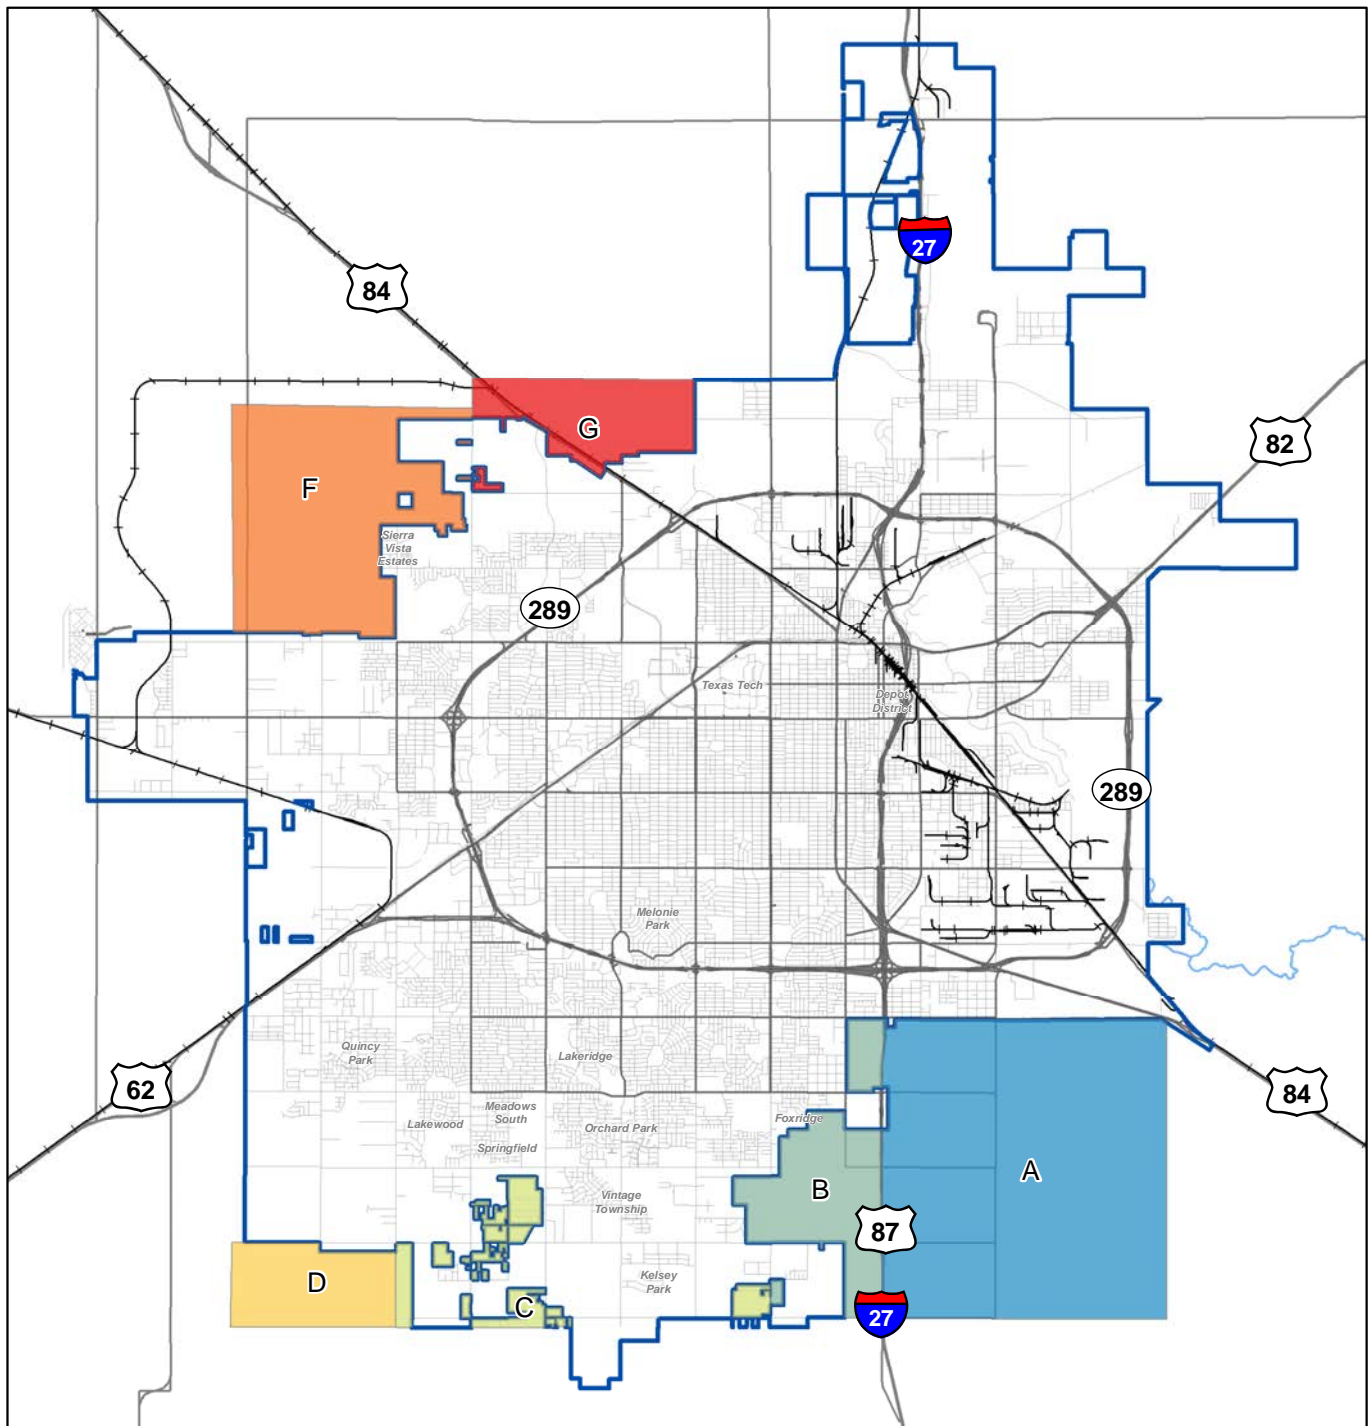 27
84
82
G
F
Sierra
Vista
Estates
289
Texas Tech
Depot
District
289
Melonie
Park
Quincy
Park
Lakeridge
62
84
Meadows
South
Lakewood
Orchard Park
Foxridge
Springfield
A
B
Vintage
Township
87
D
Kelsey
Park
C
27